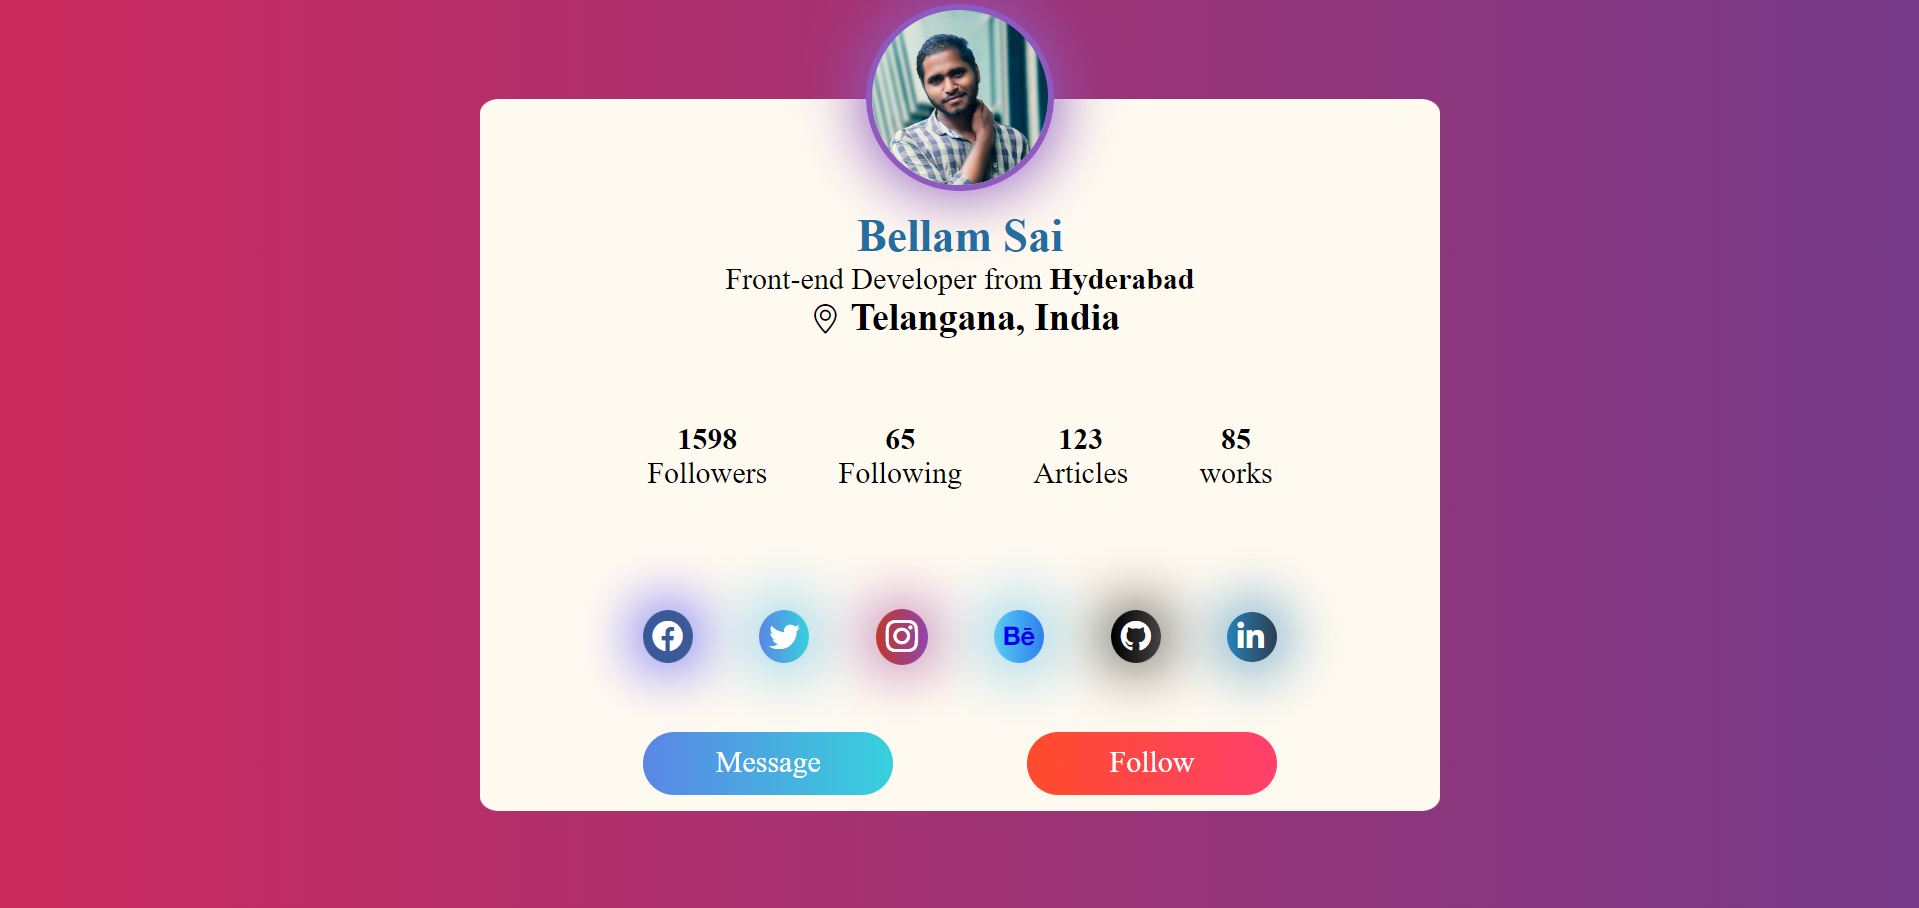 Bellam Sai
Front-end Developer from Hyderabad
Telangana, India
1598 65 123 85
Followers Following Articles works
Bē
in
Message Follow